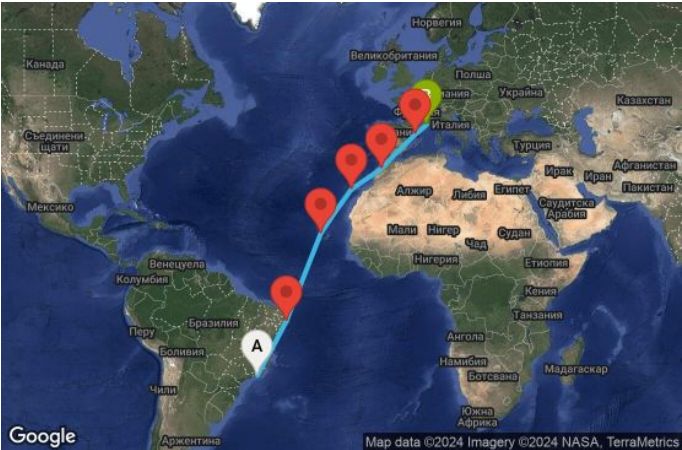 Норвегия
Великобритания
Канада
Полша
Украйна
Казахстан
Италия
Съединени
щати
Турция
Ирак
Иран
Афганистан
Пакистан
Алжир
Либия
Египет
Саудитска
Арабия
Мексико
Мали
Нигер
Чад
Судан
Венецуела
Нигерия
Етиопия
Колумбия
Кения
Перу
Бразилия
Танзания
A
Боливия
Ангола
Намибия
Ботсвана
Мадагаскар
Чили
Южна
Африка
Аржентина
Google
Map data ©2024 Imagery ©2024 NASA, TerraMetrics